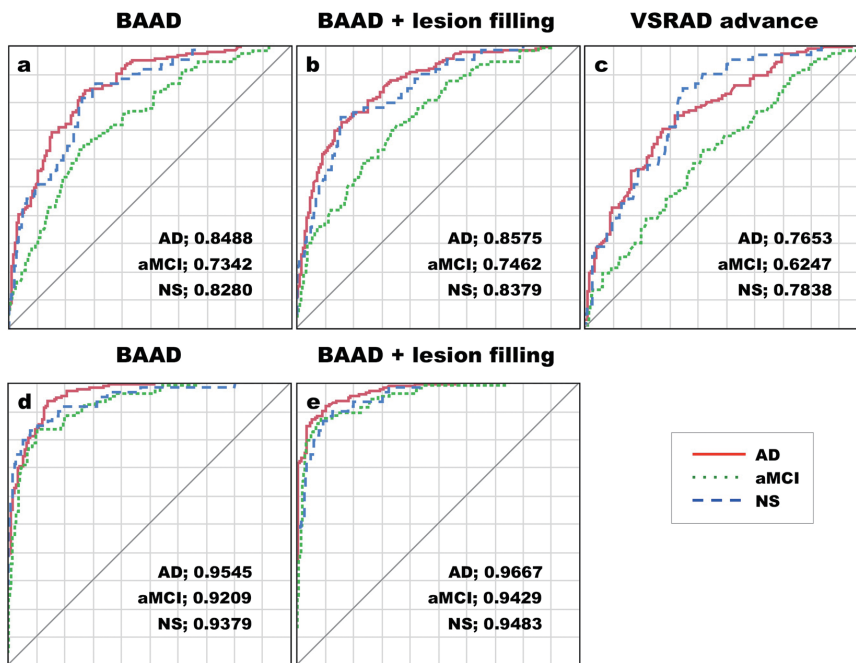 BAAD
BAAD + lesion filling
VSRAD advance
a
AD; 0.8488
aMCI; 0.7342
NS; 0.8280
b
AD; 0.8575
aMCI; 0.7462
NS; 0.8379
c
AD; 0.7653
aMCI; 0.6247
NS; 0.7838
BAAD
BAAD + lesion filling
d
AD; 0.9545
aMCI; 0.9209
NS; 0.9379
e
AD; 0.9667
aMCI; 0.9429
NS; 0.9483
AD
aMCI
NS